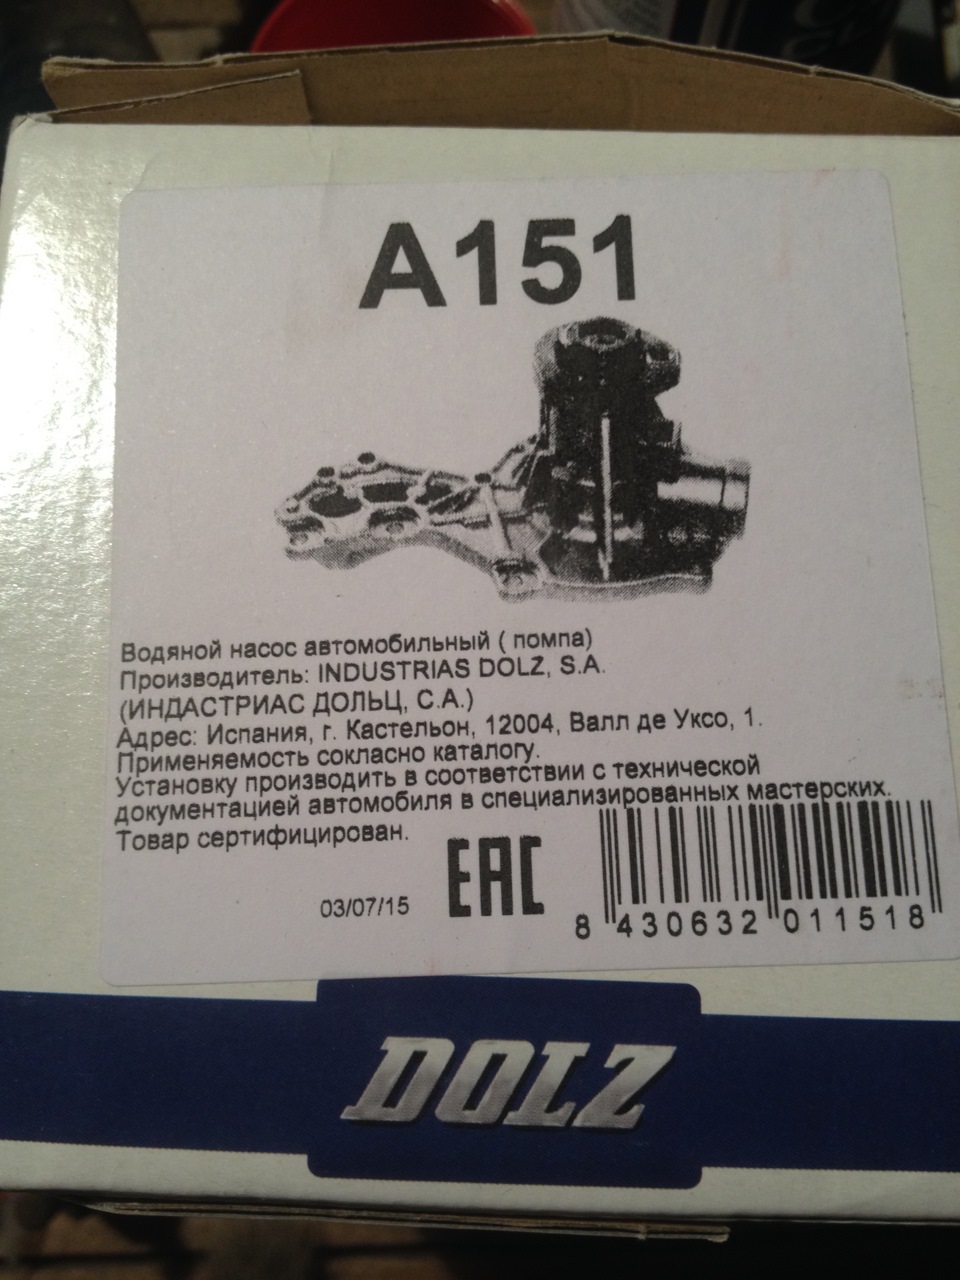 A151
Водяной насос автомобильный ( помпа)
Производитель: INDUSTRIAS DOLZ, S.A.
(ИНДАСТРИАС ДОЛЬЦ, С.А.)
Адрес: Испания, г. Кастельон, 12004, Валл де Уксо, 1.
Применяемость сокласно каталогу.
Установку производить в соответствии с технической
документацией автомобиля в специализированных мастерских.
Товар сертифицирован.
EAC
03/07/15
8 430632 011518
DOLZ